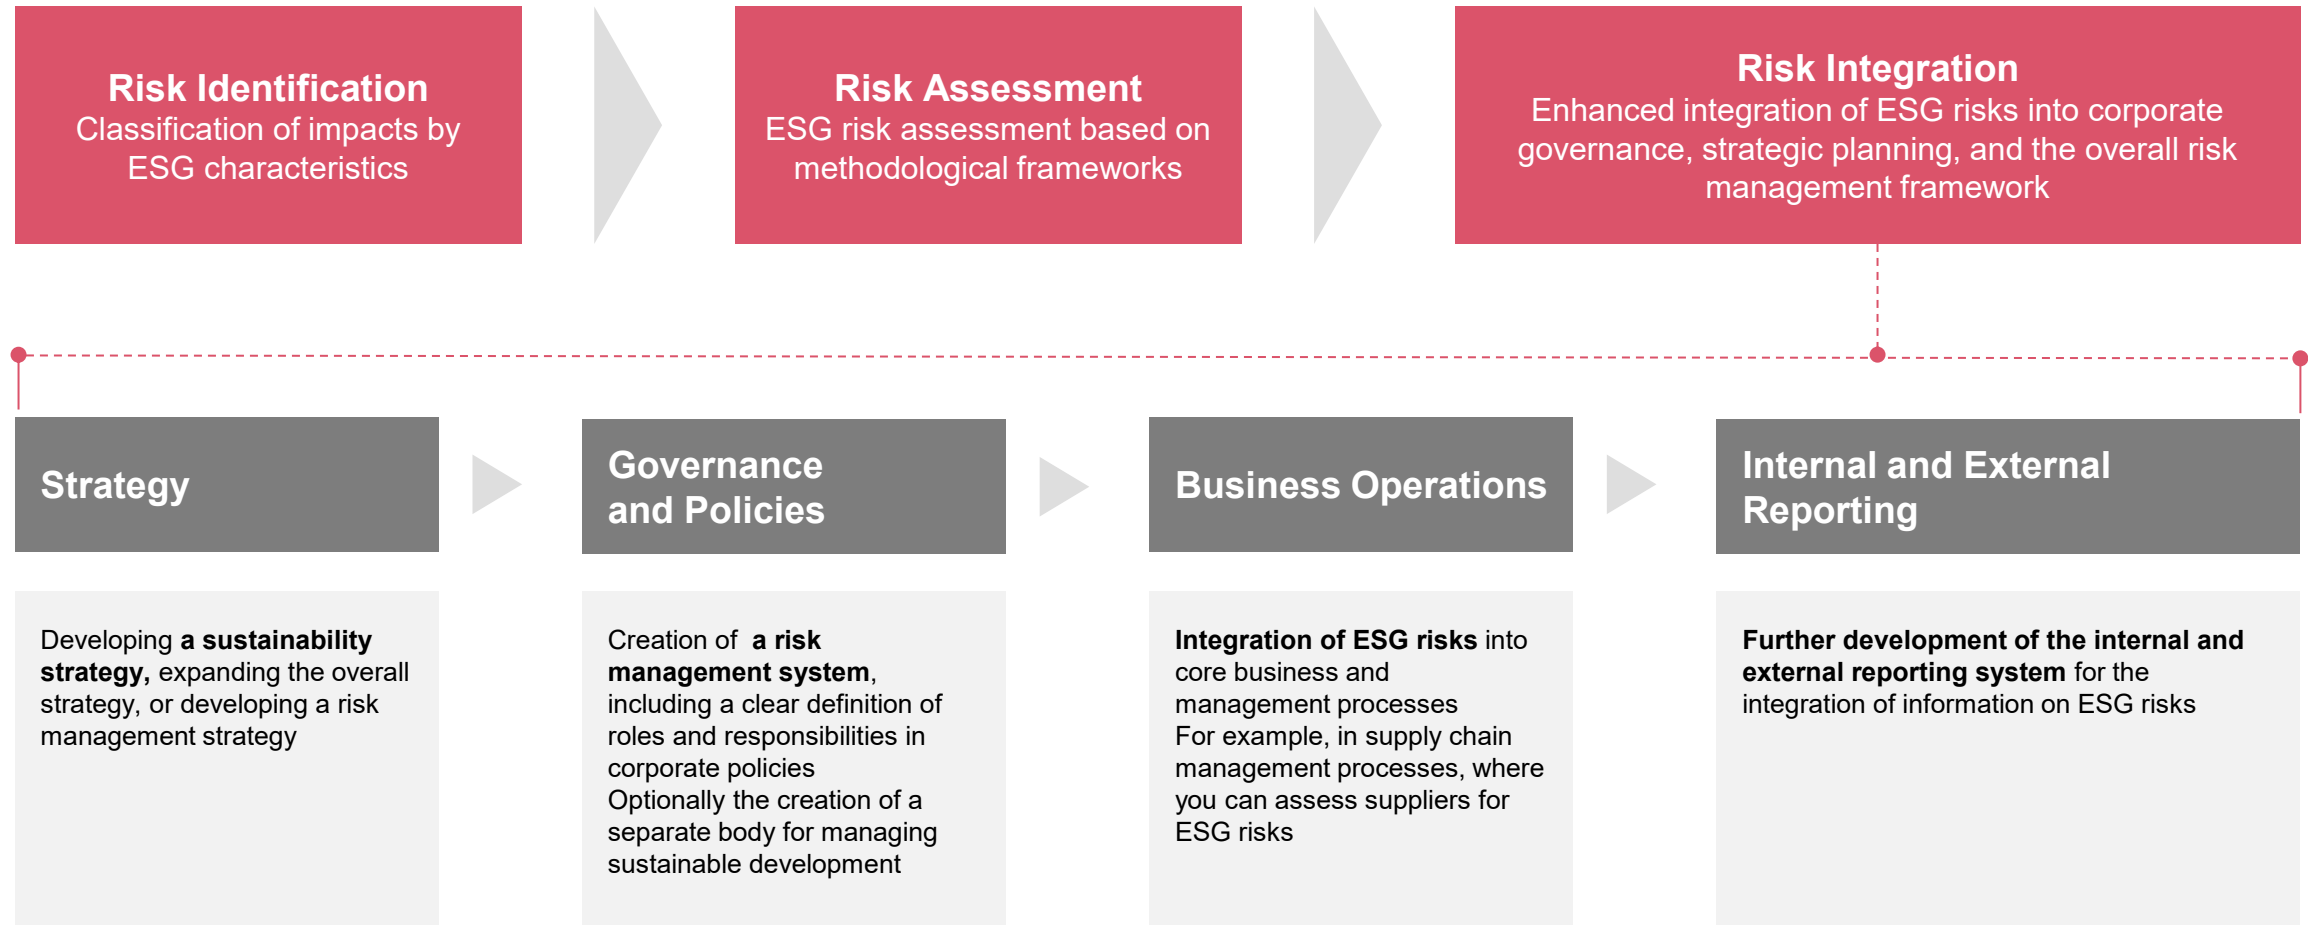 Risk Identification
Classification of impacts by
ESG characteristics
Risk Assessment
ESG risk assessment based on
methodological frameworks
Risk Integration
Enhanced integration of ESG risks into corporate
governance, strategic planning, and the overall risk
management framework
Strategy
Governance
and Policies
Business Operations
Internal and External
Reporting
Developing a sustainability
strategy, expanding the overall
strategy, or developing a risk
management strategy
Creation of  a risk
management system,
including a clear definition of
roles and responsibilities in
corporate policies
Optionally the creation of a
separate body for managing
sustainable development
Integration of ESG risks into
core business and
management processes
For example, in supply chain
management processes, where
you can assess suppliers for
ESG risks
Further development of the internal and
external reporting system for the
integration of information on ESG risks